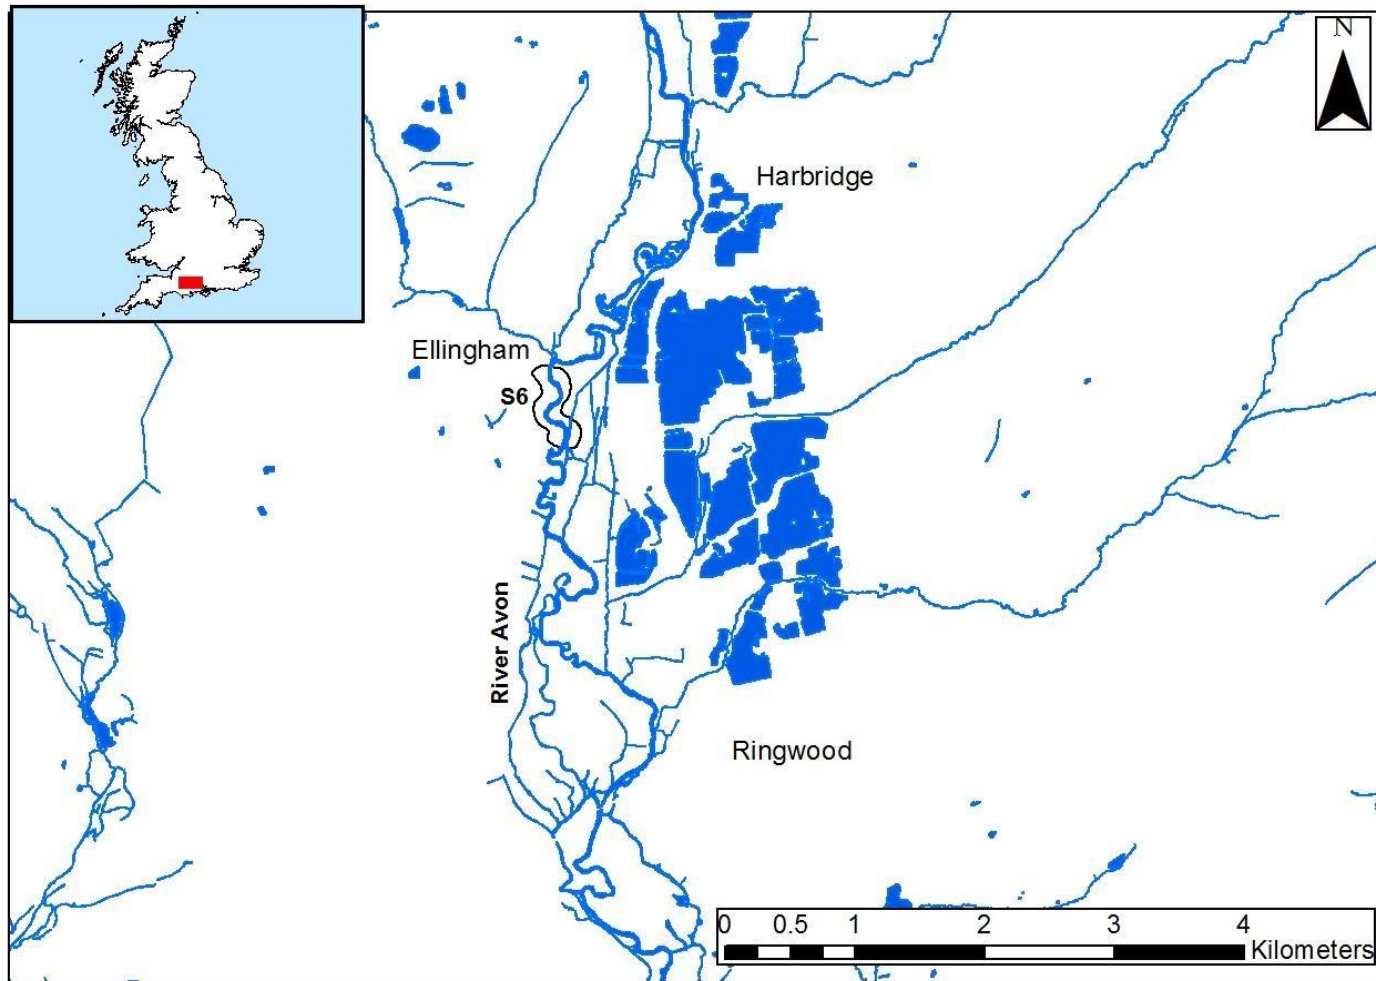 N
Harbridge
Ellingham
S6
River Avon
Ringwood
0 0.5 1 2 3 4
Kilometers